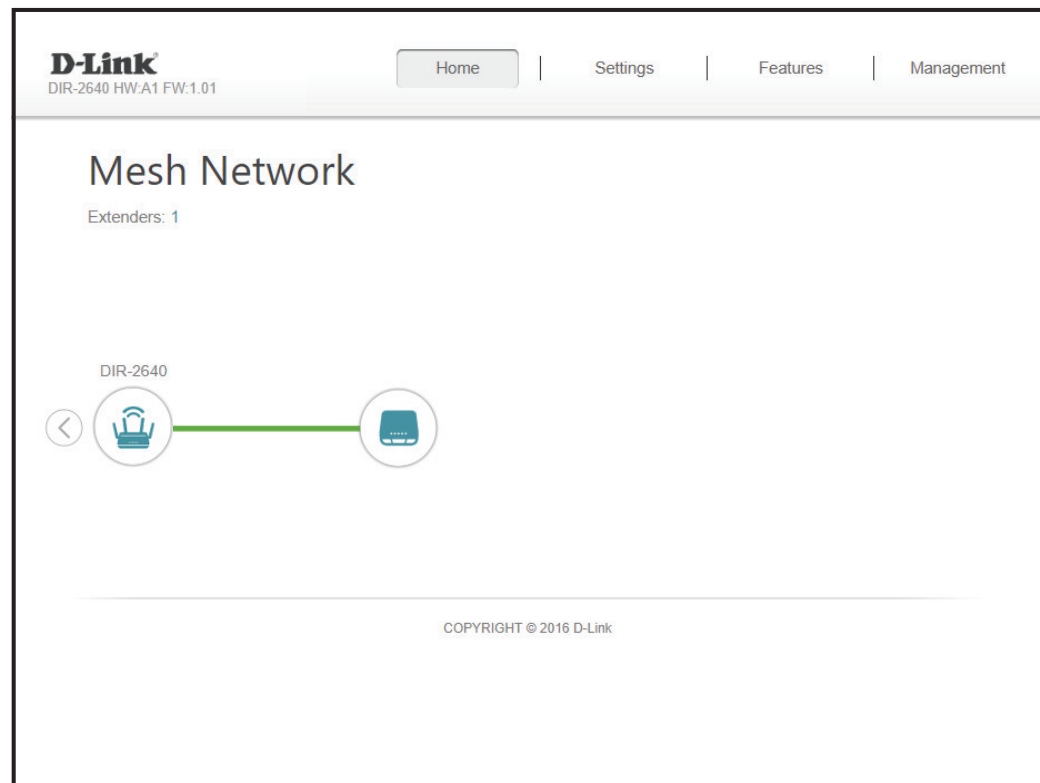 D-Link
DIR-2640 HW:A1 FW:1.01
Home
Settings
Features
Management
Mesh Network
Extenders: 1
DIR-2640
COPYRIGHT © 2016 D-Link